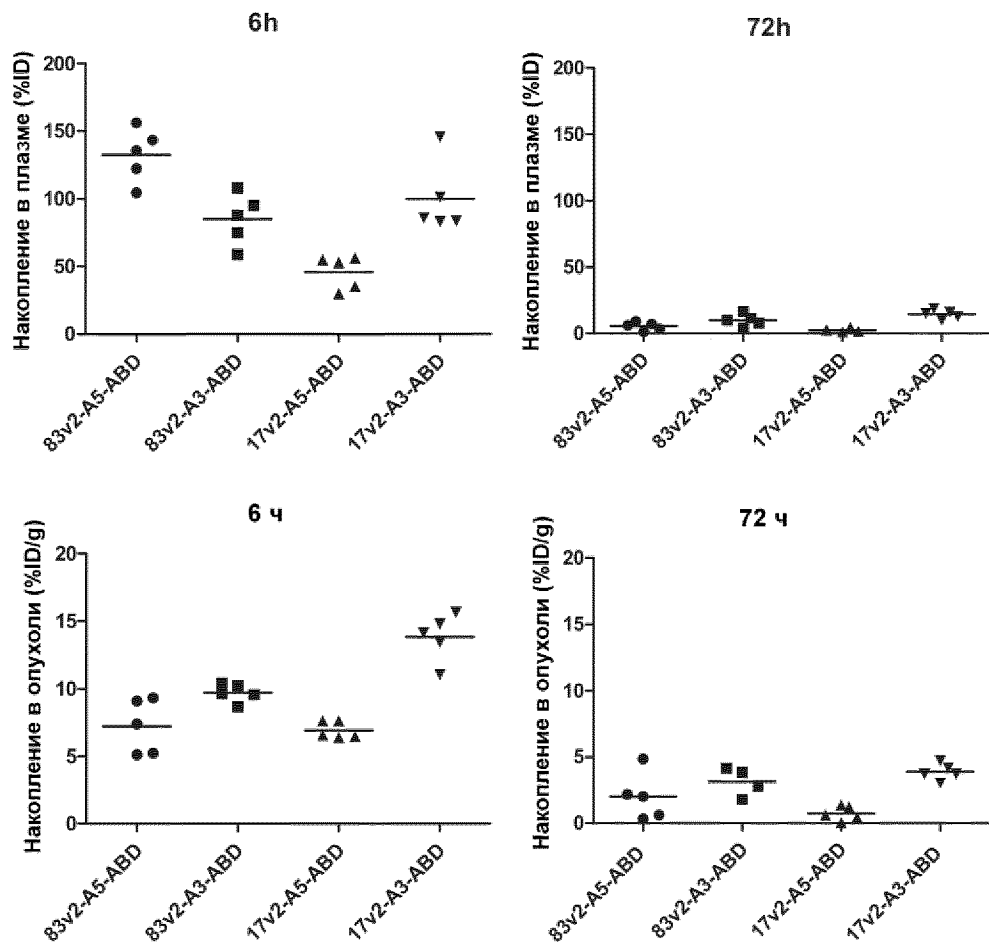 6h
Накопление в плазме (%ID)
200
150
100
50
0
83v2-A5-ABD
83v2-A3-ABD
17v2-A5-ABD
17v2-A3-ABD
72h
Накопление в плазме (%ID)
200
150
100
50
0
83v2-A5-ABD
83v2-A3-ABD
17v2-A5-ABD
17v2-A3-ABD
6 ч
Накопление в опухоли (%ID/g)
20
15
10
5
0
83v2-A5-ABD
83v2-A3-ABD
17v2-A5-ABD
17v2-A3-ABD
72 ч
Накопление в опухоли (%ID/g)
20
15
10
5
0
83v2-A5-ABD
83v2-A3-ABD
17v2-A5-ABD
17v2-A3-ABD